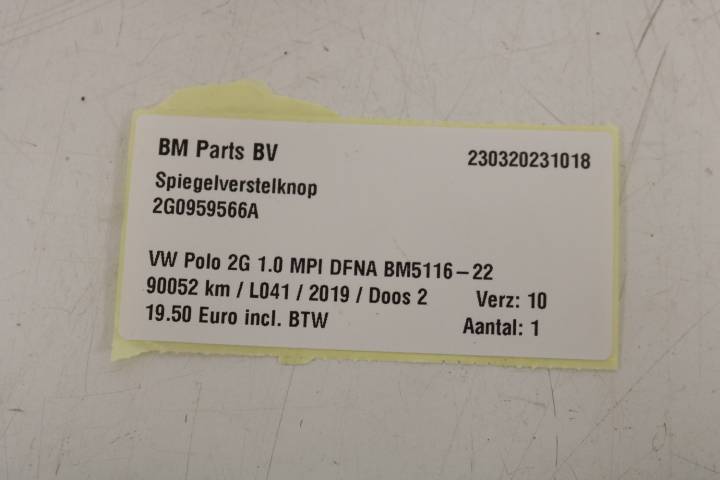 BM Parts BV 230320231018
Spiegelverstelknop
2G0959566A
VW Polo 2G 1.0 MPI DFNA BM5116-22
90052 km / L041 / 2019 / Doos 2 Verz: 10
19.50 Euro incl. BTW Aantal: 1